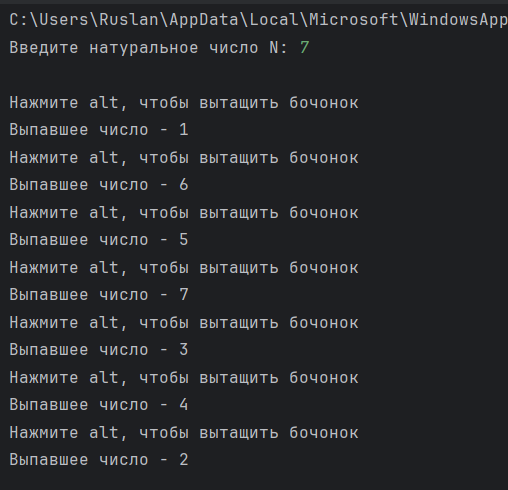 C:\Users\Ruslan\AppData\Local\Microsoft\WindowsApp
Введите натуральное число N: 7
Нажмите alt, чтобы вытащить бочонок
Выпавшее число - 1
Нажмите alt, чтобы вытащить бочонок
Выпавшее число - 6
Нажмите alt, чтобы вытащить бочонок
Выпавшее число - 5
Нажмите alt, чтобы вытащить бочонок
Выпавшее число - 7
Нажмите alt, чтобы вытащить бочонок
Выпавшее число - 3
Нажмите alt, чтобы вытащить бочонок
Выпавшее число - 4
Нажмите alt, чтобы вытащить бочонок
Выпавшее число - 2